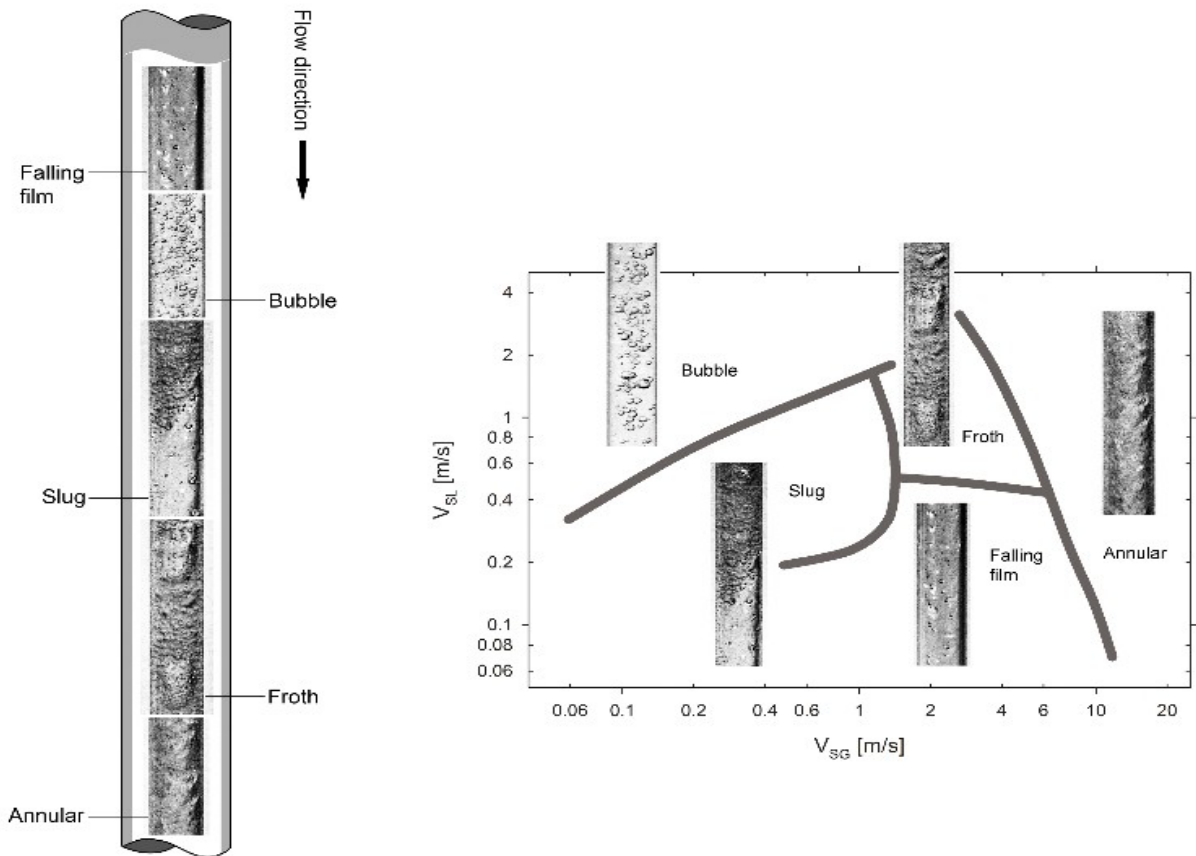 Flow direction
Falling
film
Bubble
Slug
Froth
Annular
4
2
1
0.8
0.6
0.4
0.2
0.1
0.08
0.06
V_SL [m/s]
Bubble
Froth
Slug
Falling
film
Annular
0.06 0.1 0.2 0.4 0.6 1 2 4 6 10 20
V_SG [m/s]